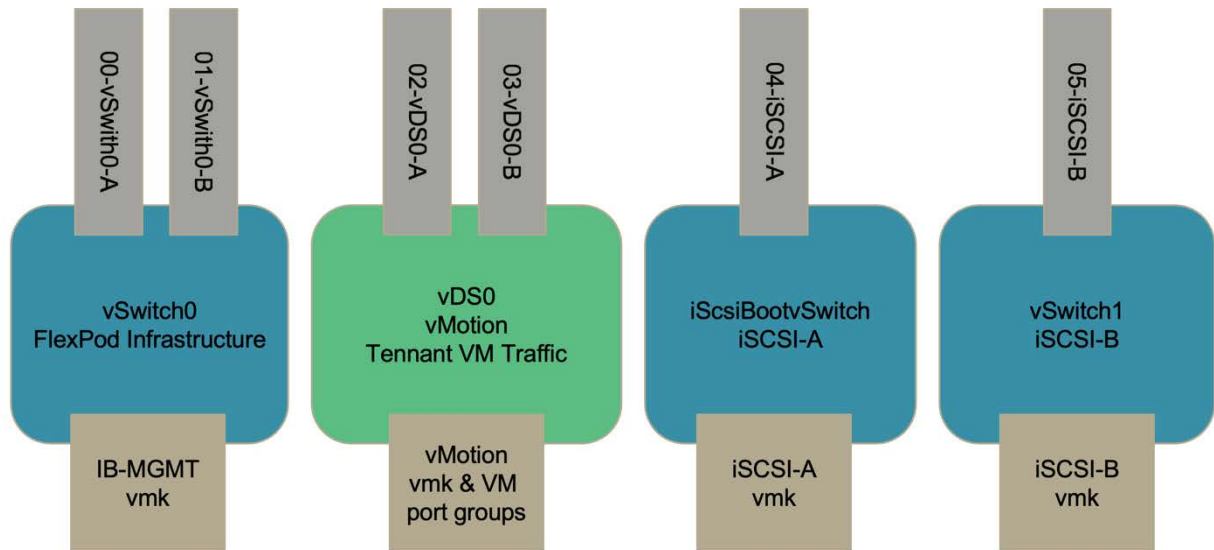 00-vSwith0-A
01-vSwith0-B
02-vDS0-A
03-vDS0-B
04-iSCSI-A
05-iSCSI-B
vSwitch0
FlexPod Infrastructure
vDS0
vMotion
Tennant VM Traffic
iScsiBootvSwitch
iSCSI-A
vSwitch1
iSCSI-B
IB-MGMT
vmk
vMotion
vmk & VM
port groups
iSCSI-A
vmk
iSCSI-B
vmk